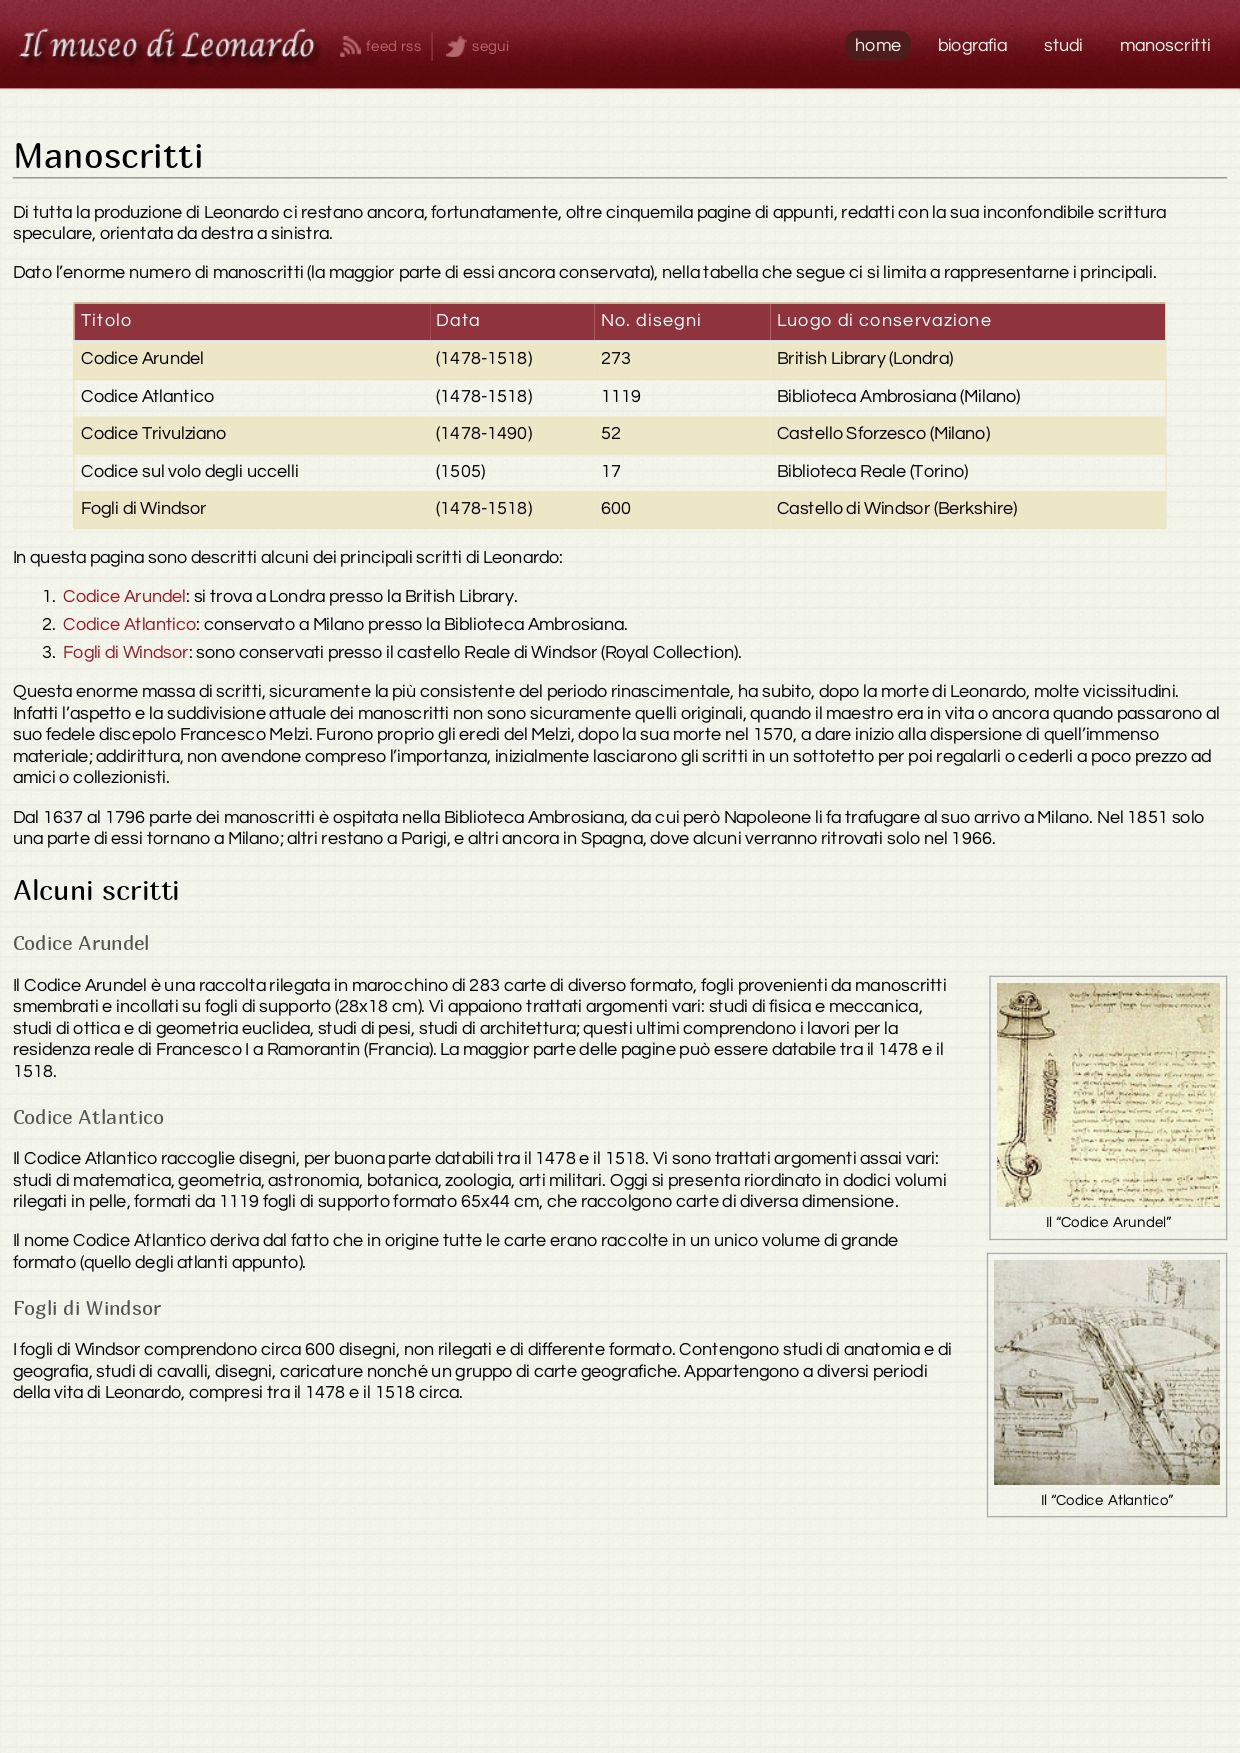 Il museo di Leonardo
feed rss
segui
home
biografia
studi
manoscritti
Manoscritti
Di tutta la produzione di Leonardo ci restano ancora, fortunatamente, oltre cinquemila pagine di appunti, redatti con la sua inconfondibile scrittura
speculare, orientata da destra a sinistra.
Dato l’enorme numero di manoscritti (la maggior parte di essi ancora conservata), nella tabella che segue ci si limita a rappresentarne i principali.
Titolo Data No. disegni Luogo di conservazione
Codice Arundel (1478-1518) 273 British Library (Londra)
Codice Atlantico (1478-1518) 1119 Biblioteca Ambrosiana (Milano)
Codice Trivulziano (1478-1490) 52 Castello Sforzesco (Milano)
Codice sul volo degli uccelli (1505) 17 Biblioteca Reale (Torino)
Fogli di Windsor (1478-1518) 600 Castello di Windsor (Berkshire)
In questa pagina sono descritti alcuni dei principali scritti di Leonardo:
1. Codice Arundel: si trova a Londra presso la British Library.
2. Codice Atlantico: conservato a Milano presso la Biblioteca Ambrosiana.
3. Fogli di Windsor: sono conservati presso il castello Reale di Windsor (Royal Collection).
Questa enorme massa di scritti, sicuramente la più consistente del periodo rinascimentale, ha subito, dopo la morte di Leonardo, molte vicissitudini.
Infatti l’aspetto e la suddivisione attuale dei manoscritti non sono sicuramente quelli originali, quando il maestro era in vita o ancora quando passarono al
suo fedele discepolo Francesco Melzi. Furono proprio gli eredi del Melzi, dopo la sua morte nel 1570, a dare inizio alla dispersione di quell’immenso
materiale; addirittura, non avendone compreso l’importanza, inizialmente lasciarono gli scritti in un sottotetto per poi regalarli o cederli a poco prezzo ad
amici o collezionisti.
Dal 1637 al 1796 parte dei manoscritti è ospitata nella Biblioteca Ambrosiana, da cui però Napoleone li fa trafugare al suo arrivo a Milano. Nel 1851 solo
una parte di essi tornano a Milano; altri restano a Parigi, e altri ancora in Spagna, dove alcuni verranno ritrovati solo nel 1966.
Alcuni scritti
Codice Arundel
Il Codice Arundel è una raccolta rilegata in marocchino di 283 carte di diverso formato, fogli provenienti da manoscritti
smembrati e incollati su fogli di supporto (28x18 cm). Vi appaiono trattati argomenti vari: studi di fisica e meccanica,
studi di ottica e di geometria euclidea, studi di pesi, studi di architettura; questi ultimi comprendono i lavori per la
residenza reale di Francesco I a Ramorantin (Francia). La maggior parte delle pagine può essere databile tra il 1478 e il
1518.
Il “Codice Arundel”
Codice Atlantico
Il Codice Atlantico raccoglie disegni, per buona parte databili tra il 1478 e il 1518. Vi sono trattati argomenti assai vari:
studi di matematica, geometria, astronomia, botanica, zoologia, arti militari. Oggi si presenta riordinato in dodici volumi
rilegati in pelle, formati da 1119 fogli di supporto formato 65x44 cm, che raccolgono carte di diversa dimensione.
Il nome Codice Atlantico deriva dal fatto che in origine tutte le carte erano raccolte in un unico volume di grande
formato (quello degli atlanti appunto).
Il “Codice Atlantico”
Fogli di Windsor
I fogli di Windsor comprendono circa 600 disegni, non rilegati e di differente formato. Contengono studi di anatomia e di
geografia, studi di cavalli, disegni, caricature nonché un gruppo di carte geografiche. Appartengono a diversi periodi
della vita di Leonardo, compresi tra il 1478 e il 1518 circa.